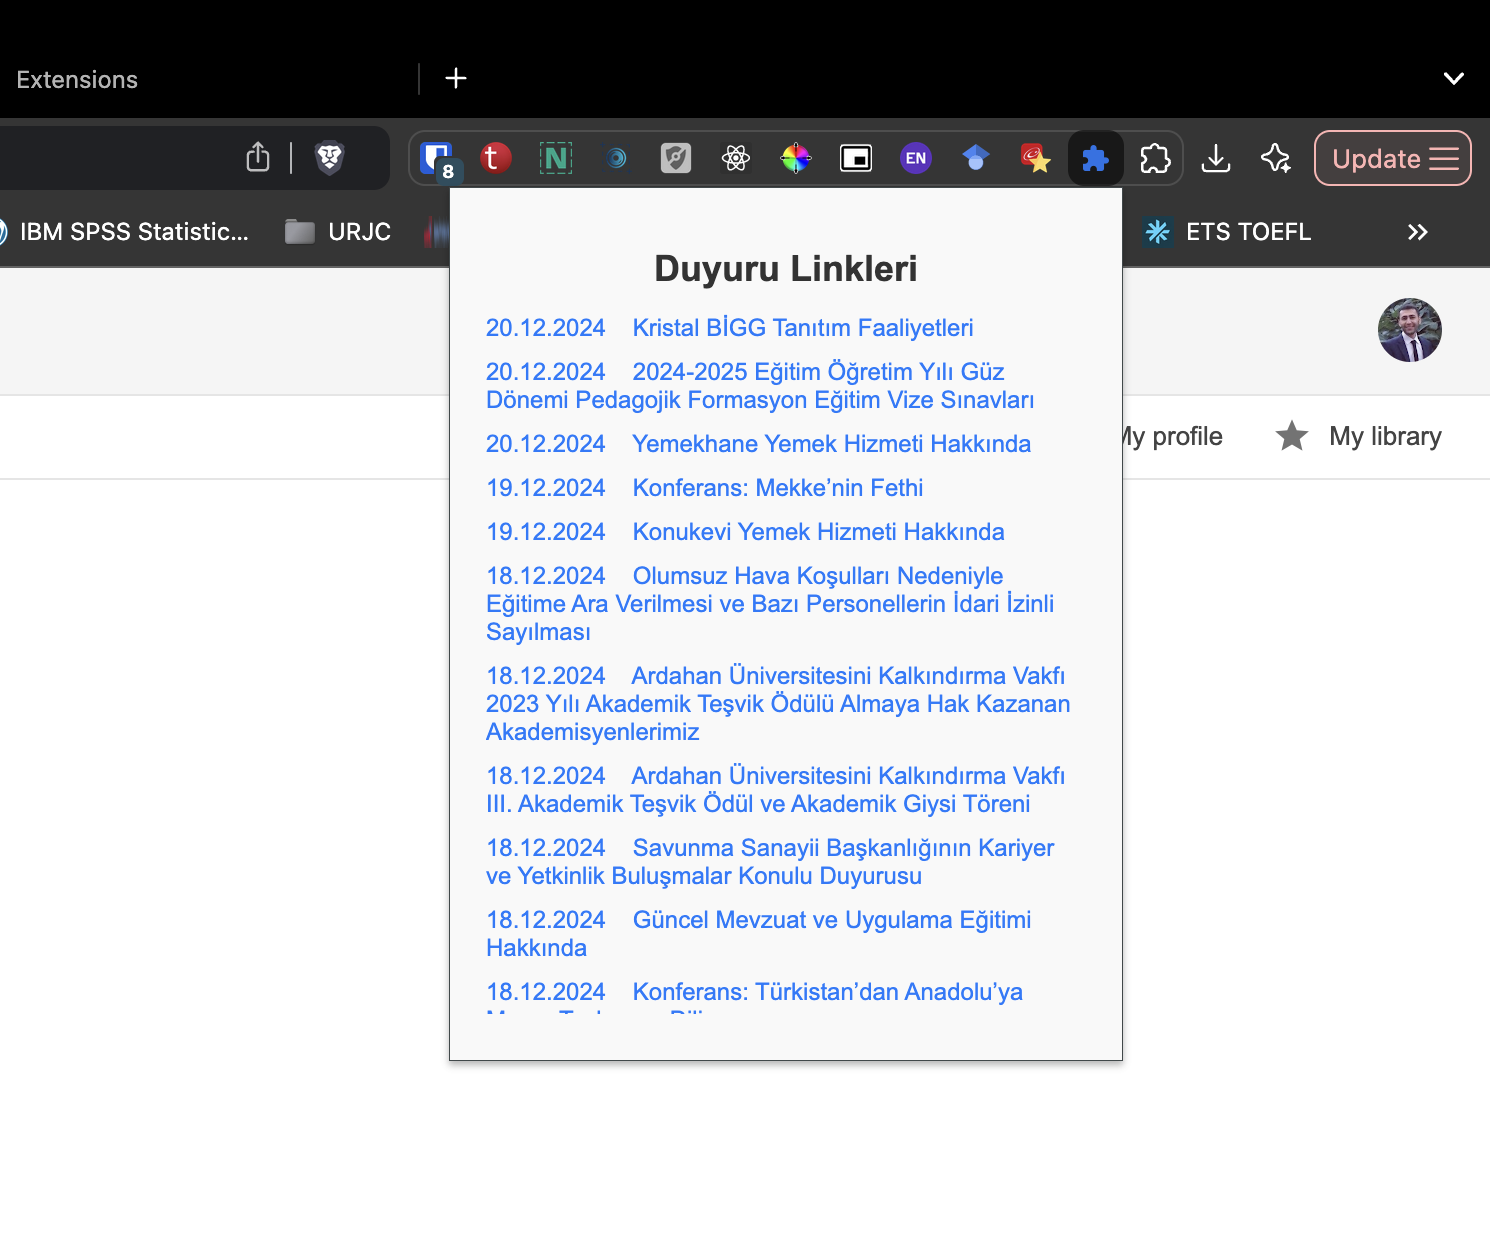 Extensions
8
t
N
EN
Update
IBM SPSS Statistic...
URJC
ETS TOEFL
My profile
My library
Duyuru Linkleri
20.12.2024 Kristal BİGG Tanıtım Faaliyetleri
20.12.2024 2024-2025 Eğitim Öğretim Yılı Güz
Dönemi Pedagojik Formasyon Eğitim Vize Sınavları
20.12.2024 Yemekhane Yemek Hizmeti Hakkında
19.12.2024 Konferans: Mekke’nin Fethi
19.12.2024 Konukevi Yemek Hizmeti Hakkında
18.12.2024 Olumsuz Hava Koşulları Nedeniyle
Eğitime Ara Verilmesi ve Bazı Personellerin İdari İzinli
Sayılması
18.12.2024 Ardahan Üniversitesini Kalkındırma Vakfı
2023 Yılı Akademik Teşvik Ödülü Almaya Hak Kazanan
Akademisyenlerimiz
18.12.2024 Ardahan Üniversitesini Kalkındırma Vakfı
III. Akademik Teşvik Ödül ve Akademik Giysi Töreni
18.12.2024 Savunma Sanayii Başkanlığının Kariyer
ve Yetkinlik Buluşmalar Konulu Duyurusu
18.12.2024 Güncel Mevzuat ve Uygulama Eğitimi
Hakkında
18.12.2024 Konferans: Türkistan’dan Anadolu’ya